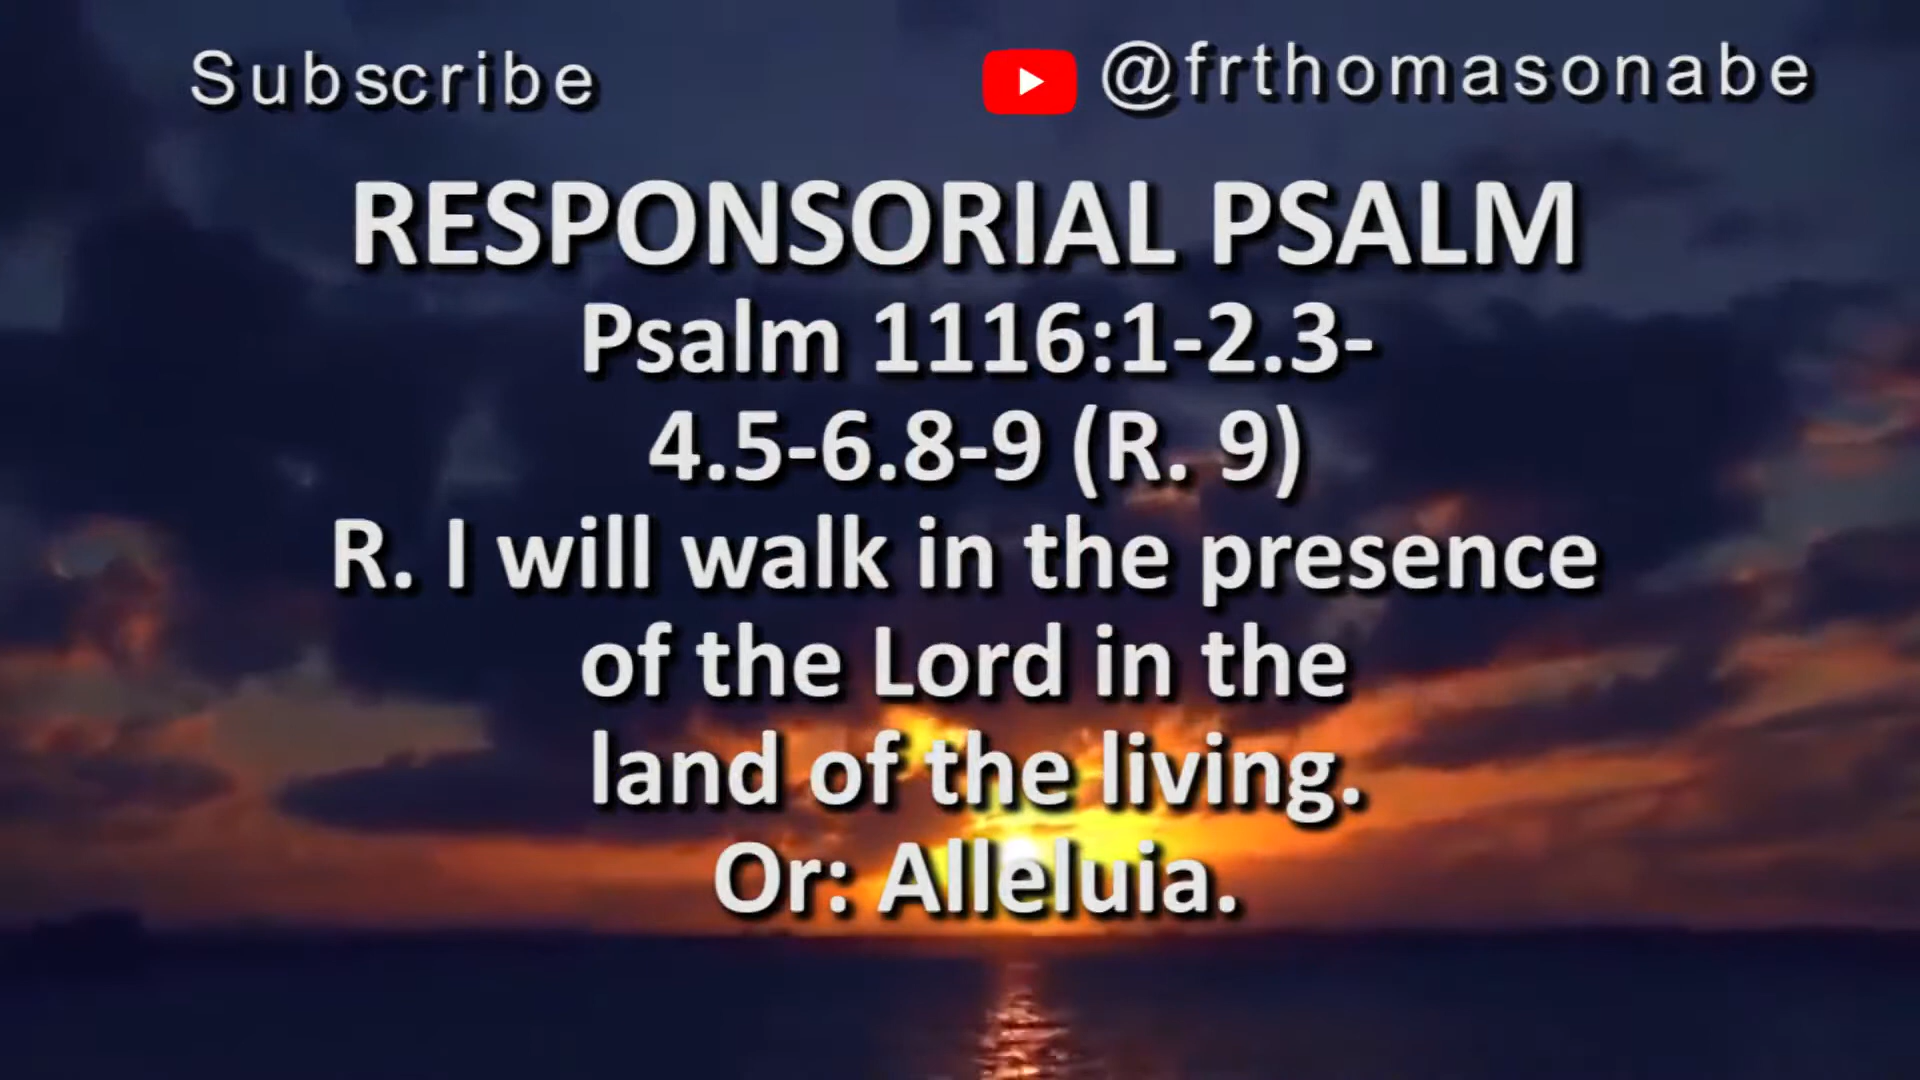 Subscribe
@frthomasonabe
RESPONSORIAL PSALM
Psalm 1116:1-2.3-
4.5-6.8-9 (R. 9)
R. I will walk in the presence
of the Lord in the
land of the living.
Or: Alleluia.